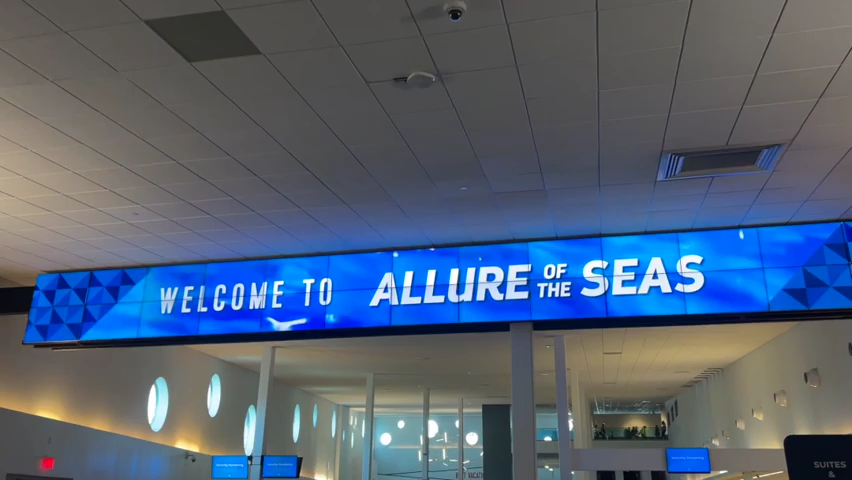 WELCOME TO ALLURE OF THE SEAS
SUITES
&